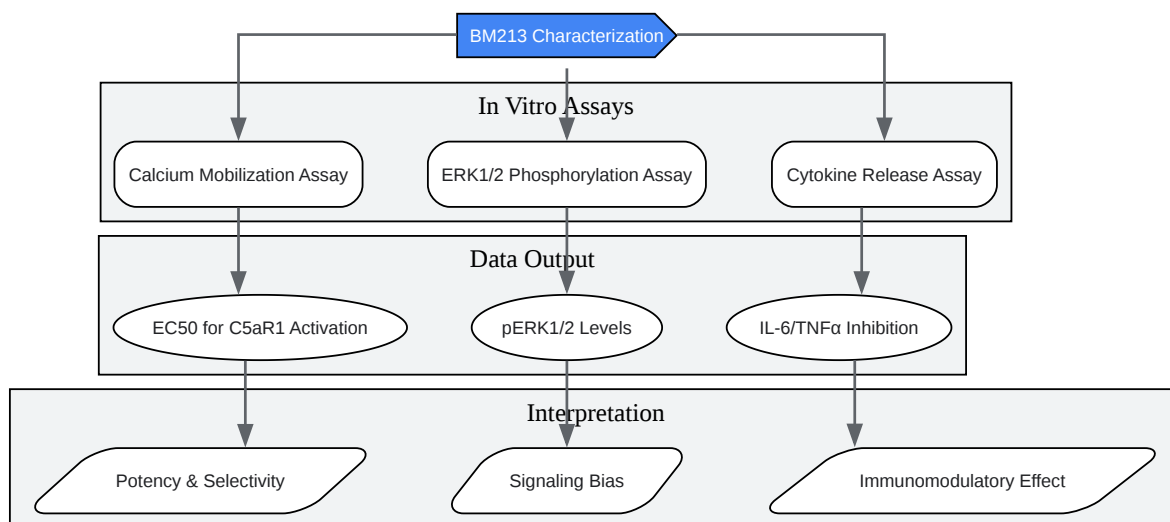 BM213 Characterization
In Vitro Assays
Calcium Mobilization Assay
ERK1/2 Phosphorylation Assay
Cytokine Release Assay
Data Output
EC50 for C5aR1 Activation
pERK1/2 Levels
IL-6/TNFα Inhibition
Interpretation
Potency & Selectivity
Signaling Bias
Immunomodulatory Effect